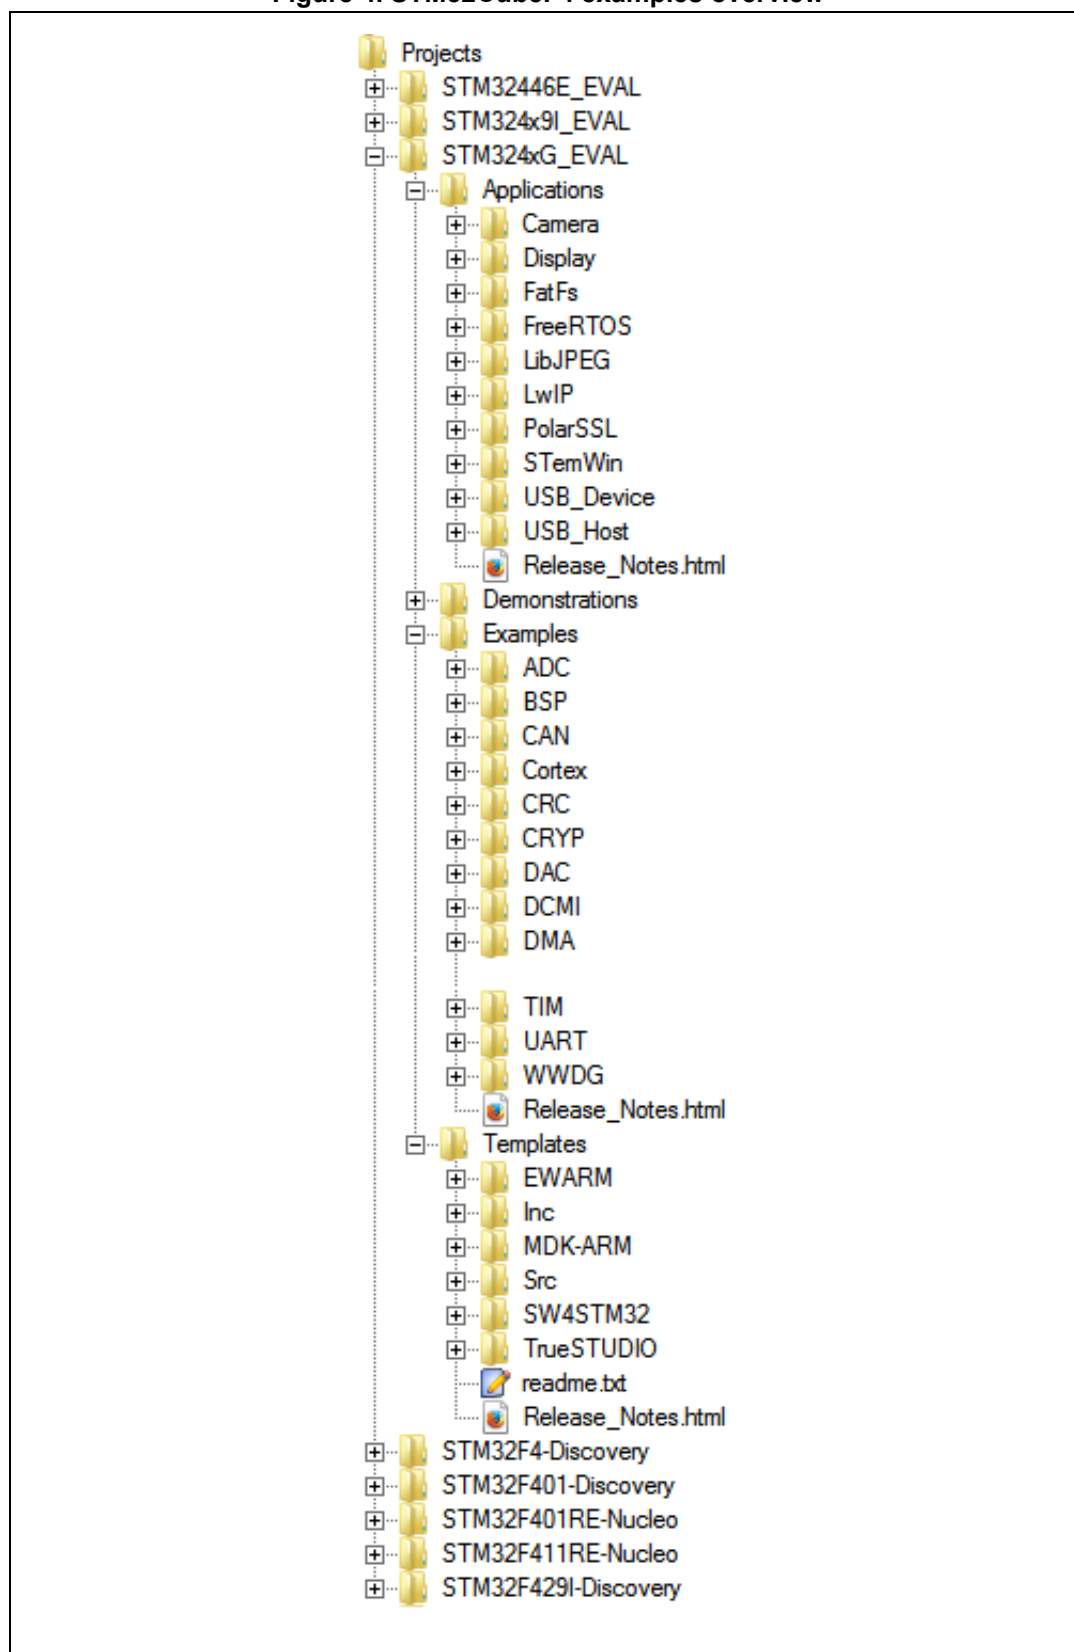 Projects
STM32446E_EVAL
STM324x9I_EVAL
STM324xG_EVAL
Applications
Camera
Display
FatFs
FreeRTOS
LibJPEG
LwIP
PolarSSL
STemWin
USB_Device
USB_Host
Release_Notes.html
Demonstrations
Examples
ADC
BSP
CAN
Cortex
CRC
CRYP
DAC
DCMI
DMA
TIM
UART
WWDG
Release_Notes.html
Templates
EWARM
Inc
MDK-ARM
Src
SW4STM32
TrueSTUDIO
readme.txt
Release_Notes.html
STM32F4-Discovery
STM32F401-Discovery
STM32F401RE-Nucleo
STM32F411RE-Nucleo
STM32F429I-Discovery